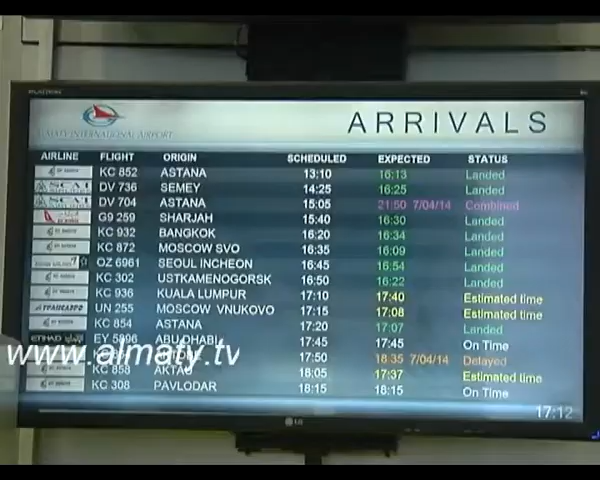 ALMATY INTERNATIONAL AIRPORT
ARRIVALS
AIRLINE FLIGHT ORIGIN SCHEDULED EXPECTED STATUS
KC 852 ASTANA 13:10 16:13 Landed
SCAT DV 736 SEMEY 14:25 16:25 Landed
SCAT DV 704 ASTANA 15:05 21:50 7/04/14 Combined
G9 259 SHARJAH 15:40 16:30 Landed
KC 932 BANGKOK 16:20 16:34 Landed
KC 872 MOSCOW SVO 16:35 16:09 Landed
OZ 6961 SEOUL INCHEON 16:45 16:54 Landed
KC 302 USTKAMENOGORSK 16:50 16:22 Landed
KC 936 KUALA LUMPUR 17:10 17:40 Estimated time
ТРАНСАЭРО UN 255 MOSCOW VNUKOVO 17:15 17:08 Estimated time
KC 854 ASTANA 17:20 17:07 Landed
ETIHAD EY 5896 ABU DHABI 17:45 17:45 On Time
17:50 18:35 7/04/14 Delayed
KC 858 AKTAU 18:05 17:37 Estimated time
KC 308 PAVLODAR 18:15 18:15 On Time
www.almaty.tv
17:12
LG